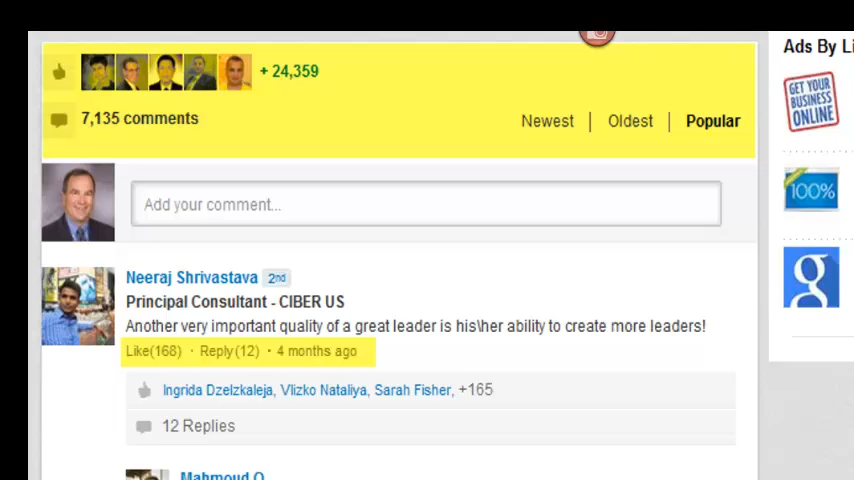 Ads By Li
+ 24,359
7,135 comments
Newest | Oldest | Popular
GET YOUR
BUSINESS
ONLINE
Add your comment...
100%
g
Neeraj Shrivastava 2nd
Principal Consultant - CIBER US
Another very important quality of a great leader is his\her ability to create more leaders!
Like(168) · Reply(12) · 4 months ago
Ingrida Dzelzkaleja, Vlizko Nataliya, Sarah Fisher, +165
12 Replies
Mahmoud O.